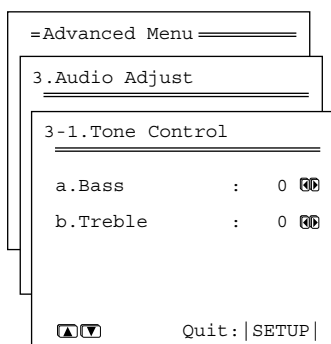 =Advanced Menu
3.Audio Adjust
3-1.Tone Control
a.Bass : 0
b.Treble : 0
Quit:|SETUP|